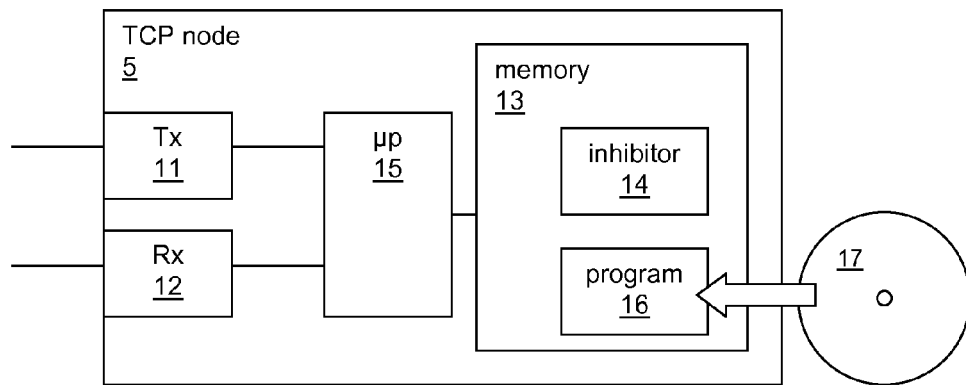 TCP node
5
memory
13
Tx
11
µp
15
inhibitor
14
Rx
12
program
16
17